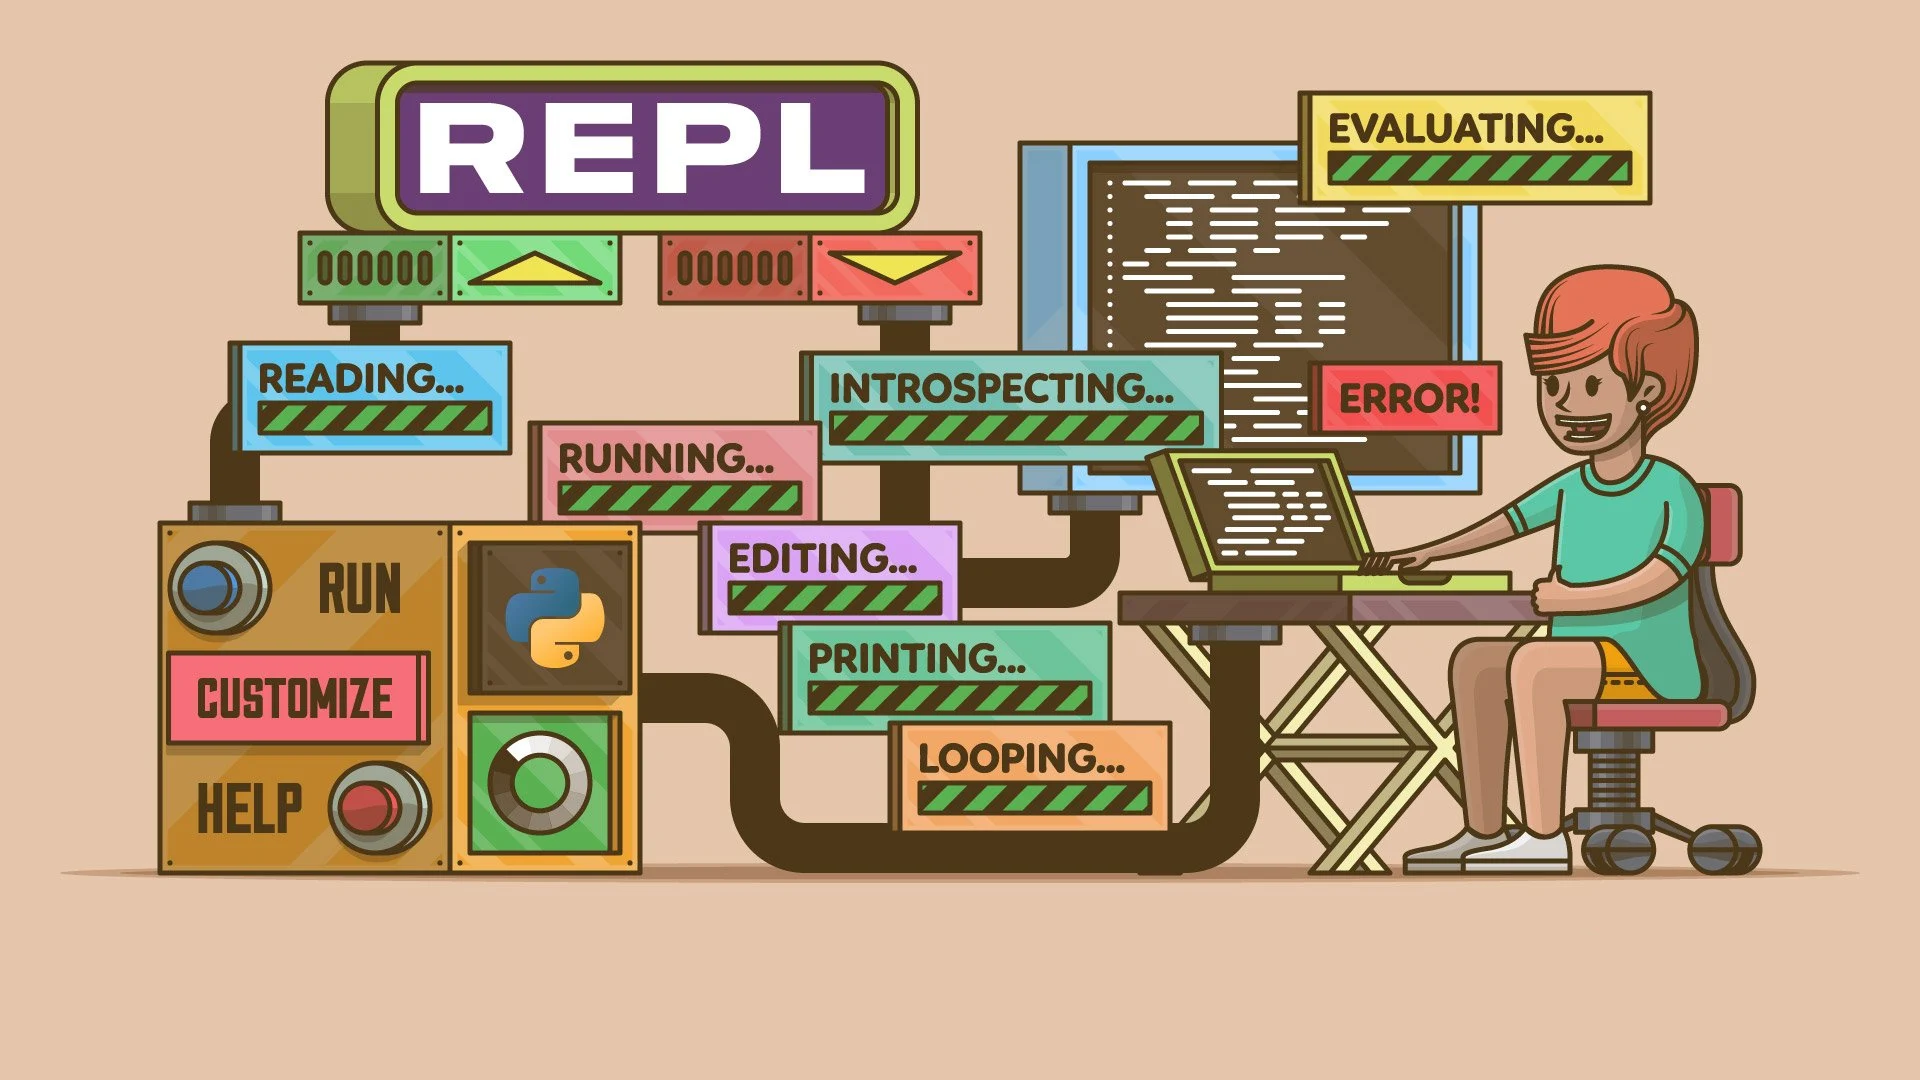 REPL
EVALUATING...
READING...
INTROSPECTING...
ERROR!
RUNNING...
EDITING...
RUN
PRINTING...
CUSTOMIZE
LOOPING...
HELP